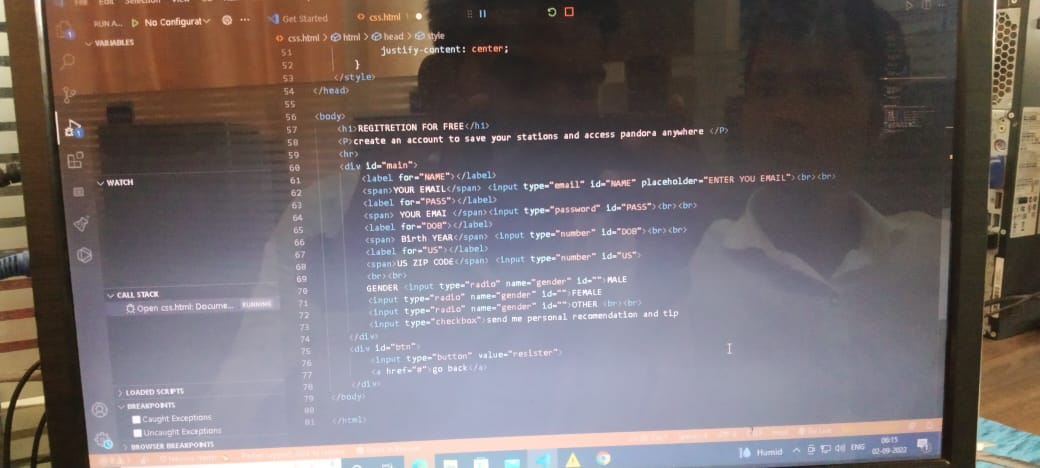 RUN A...
No Configurat
Get Started
css.html
VARIABLES
css.html > html > head > style
51 justify-content: center;
52 }
53 </style>
54 </head>
55
56 <body>
57 <h1>REGITRETION FOR FREE</h1>
58 <P>create an account to save your stations and access pandora anywhere </P>
59 <hr>
60 <div id="main">
61 <label for="NAME"></label>
62 <span>YOUR EMAIL</span> <input type="email" id="NAME" placeholder="ENTER YOU EMAIL"><br><br>
63 <label for="PASS"></label>
64 <span> YOUR EMAI </span><input type="password" id="PASS"><br><br>
65 <label for="DOB"></label>
66 <span> Birth YEAR</span> <input type="number" id="DOB"><br><br>
67 <label for="US"></label>
68 <span>US ZIP CODE</span> <input type="number" id="US">
69 <br><br>
70 GENDER <input type="radio" name="gender" id="">MALE
71 <input type="radio" name="gender" id="">FEMALE
72 <input type="radio" name="gender" id="">OTHER <br><br>
73 <input type="checkbox">send me personal recomendation and tip
74 </div>
75 <div id="btn">
76 <input type="button" value="resister">
77 <a href="#">go back</a>
78 </div>
79 </body>
80
81 </html>
WATCH
CALL STACK
Open css.html: Docume...
RUNNING
LOADED SCRIPTS
BREAKPOINTS
Caught Exceptions
Uncaught Exceptions
BROWSER BREAKPOINTS
Humid
ENG
06:15
02-09-2022